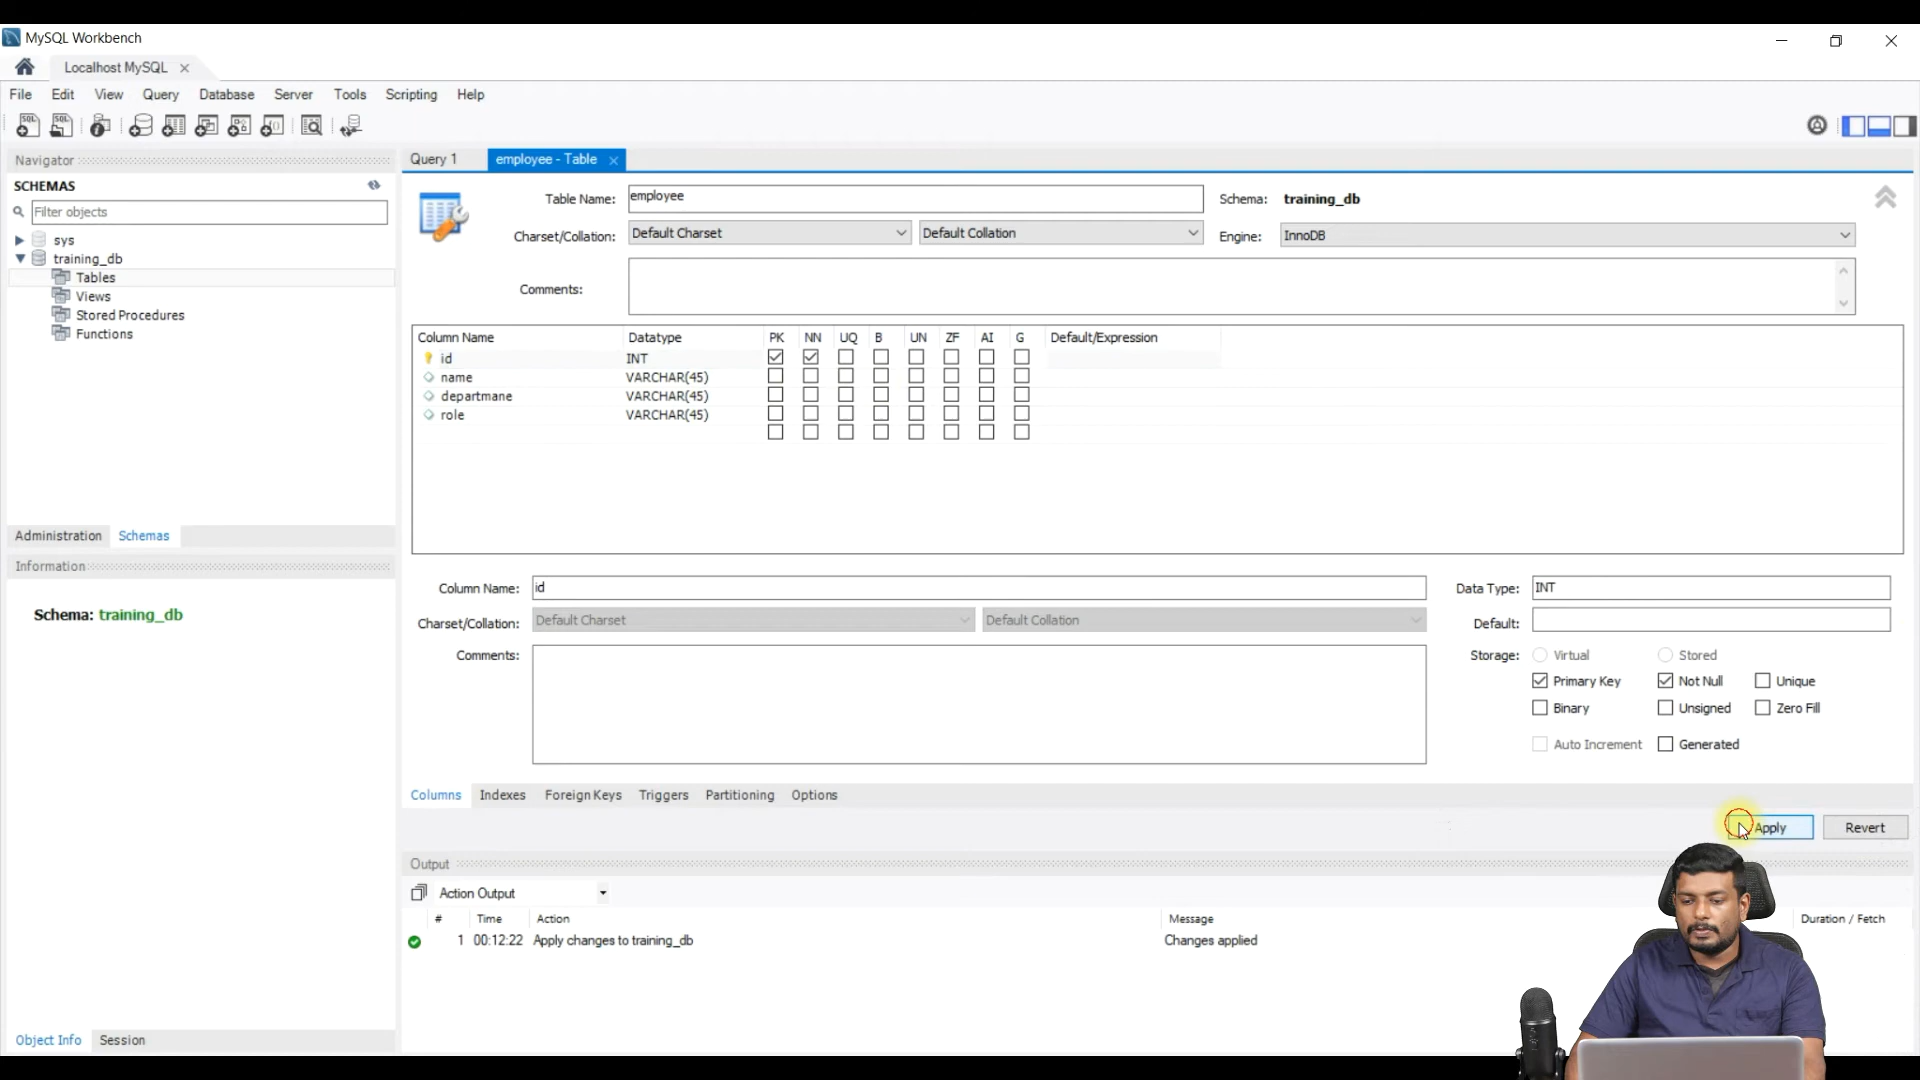 MySQL Workbench
Localhost MySQL
File Edit View Query Database Server Tools Scripting Help
Navigator
SCHEMAS
Filter objects
sys
training_db
Tables
Views
Stored Procedures
Functions
Administration Schemas
Information
Schema: training_db
Object Info Session
Query 1 employee - Table
Table Name: employee Schema: training_db
Charset/Collation: Default Charset Default Collation Engine: InnoDB
Comments:
Column Name Datatype PK NN UQ B UN ZF AI G Default/Expression
id INT
name VARCHAR(45)
departmane VARCHAR(45)
role VARCHAR(45)
Column Name: id Data Type: INT
Charset/Collation: Default Charset Default Collation Default:
Comments: Storage: Virtual Stored
Primary Key Not Null Unique
Binary Unsigned Zero Fill
Auto Increment Generated
Columns Indexes Foreign Keys Triggers Partitioning Options
Apply Revert
Output
Action Output
# Time Action Message Duration / Fetch
1 00:12:22 Apply changes to training_db Changes applied